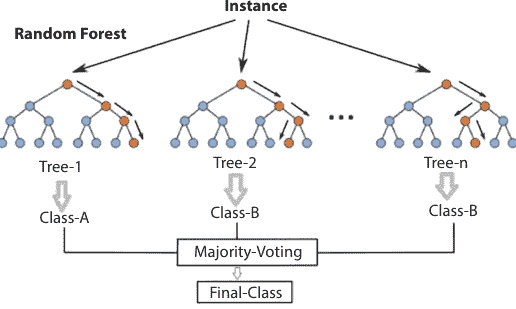 Instance
Random Forest
Tree-1
Tree-2
Tree-n
Class-A
Class-B
Class-B
Majority-Voting
Final-Class